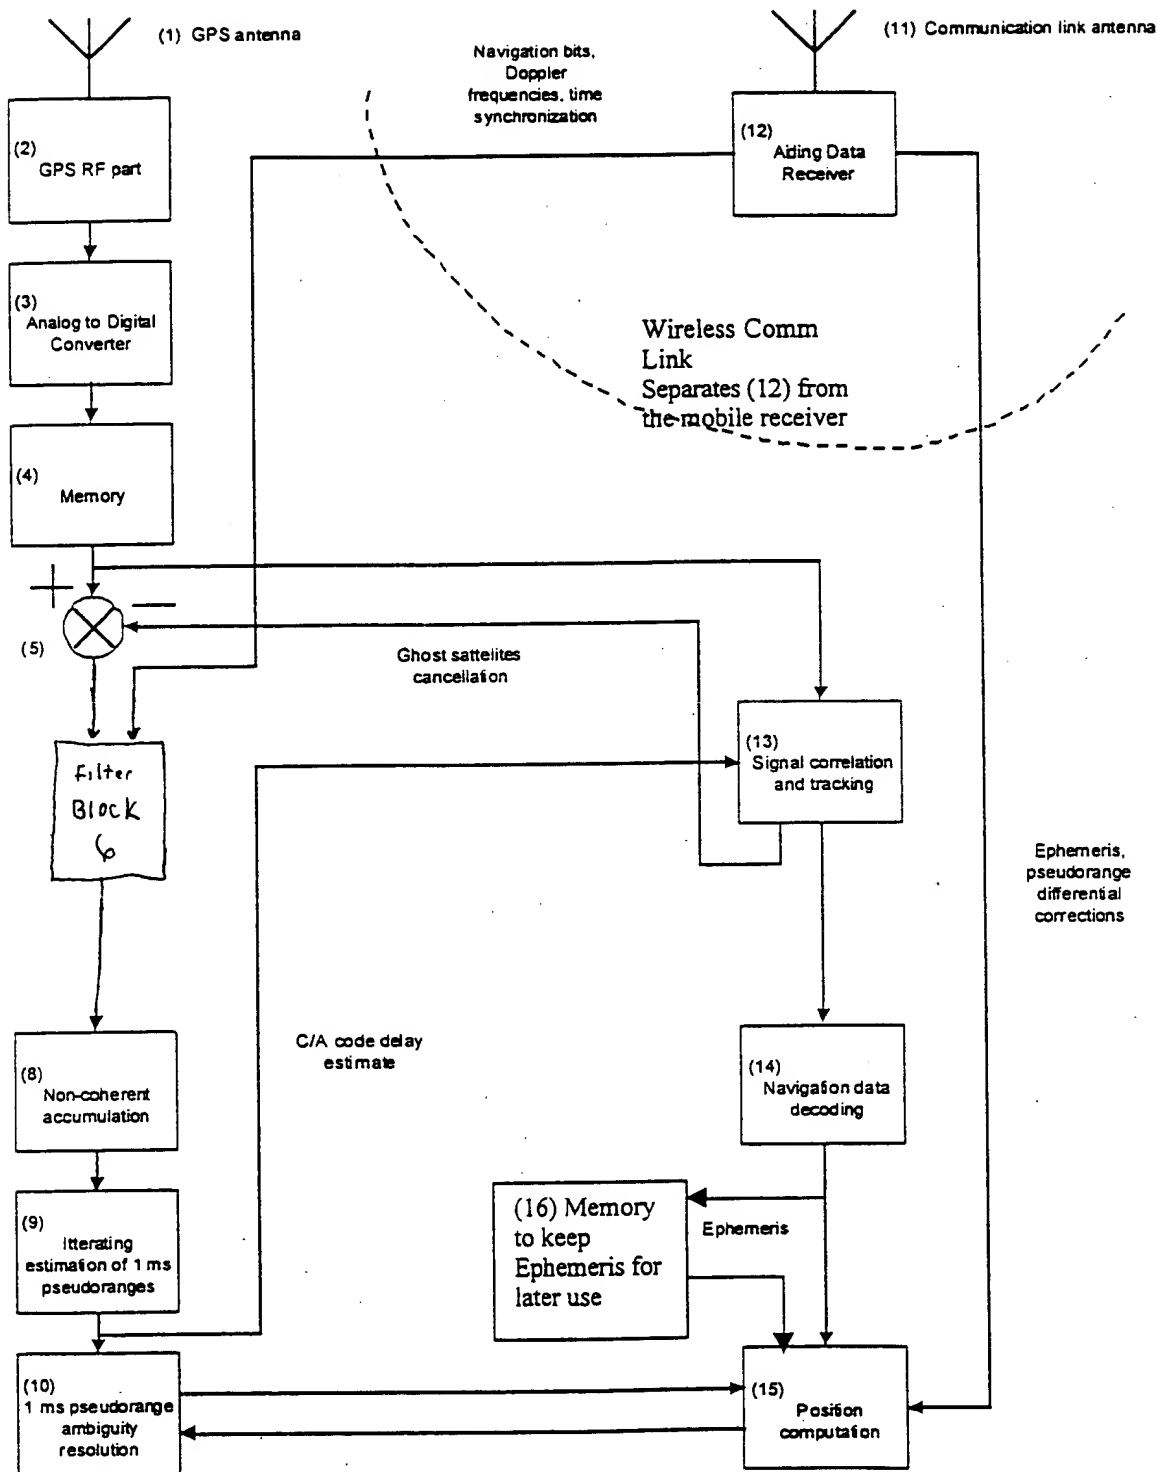 (1) GPS antenna
(11) Communication link antenna
Navigation bits,
Doppler
frequencies, time
synchronization
(2)
GPS RF part
(12)
Aiding Data
Receiver
(3)
Analog to Digital
Converter
Wireless Comm
Link
Separates (12) from
the mobile receiver
(4)
Memory
+
−
(5)
Ghost sattelites
cancellation
Filter
Block
6
(13)
Signal correlation
and tracking
Ephemeris,
pseudorange
differential
corrections
C/A code delay
estimate
(8)
Non-coherent
accumulation
(14)
Navigation data
decoding
(9)
Itterating
estimation of 1 ms
pseudoranges
(16) Memory
to keep
Ephemeris for
later use
Ephemeris
(10)
1 ms pseudorange
ambiguity
resolution
(15)
Position
computation